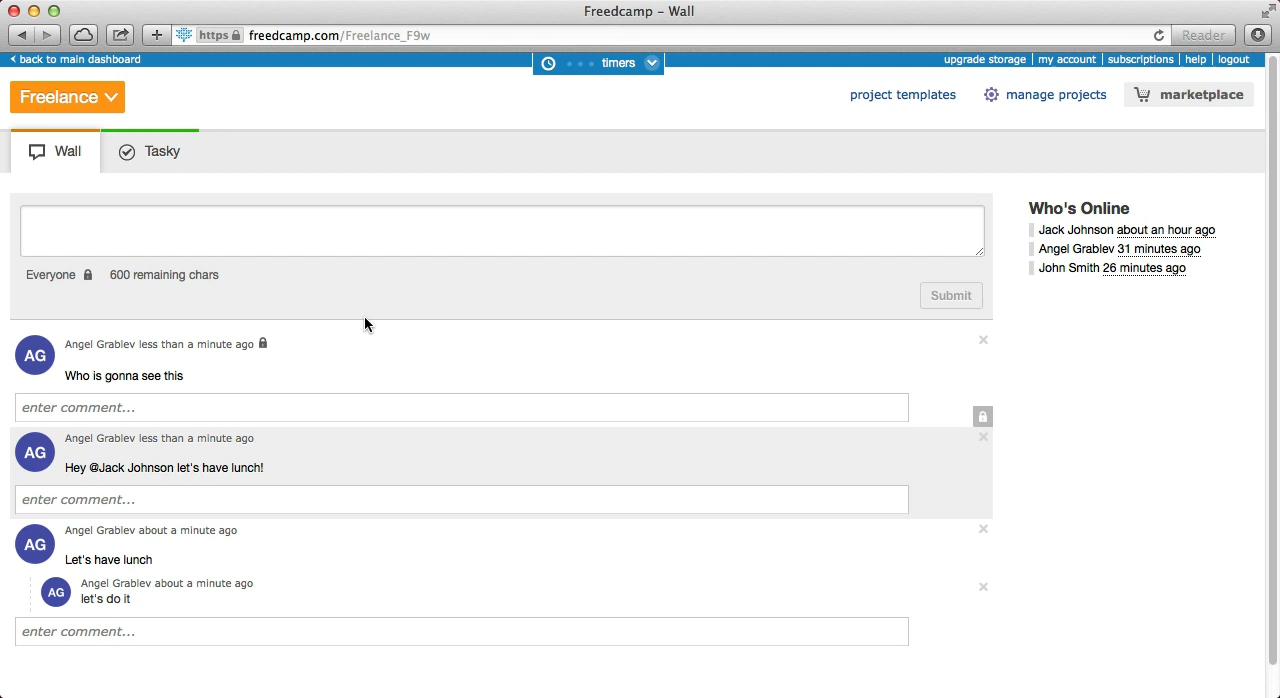 Freedcamp – Wall
https freedcamp.com/Freelance_F9w
Reader
< back to main dashboard
timers
upgrade storage | my account | subscriptions | help | logout
Freelance
project templates
manage projects
marketplace
Wall
Tasky
Everyone
600 remaining chars
Submit
Who's Online
Jack Johnson about an hour ago
Angel Grablev 31 minutes ago
John Smith 26 minutes ago
AG
Angel Grablev less than a minute ago
Who is gonna see this
enter comment...
AG
Angel Grablev less than a minute ago
Hey @Jack Johnson let's have lunch!
enter comment...
AG
Angel Grablev about a minute ago
Let's have lunch
AG
Angel Grablev about a minute ago
let's do it
enter comment...